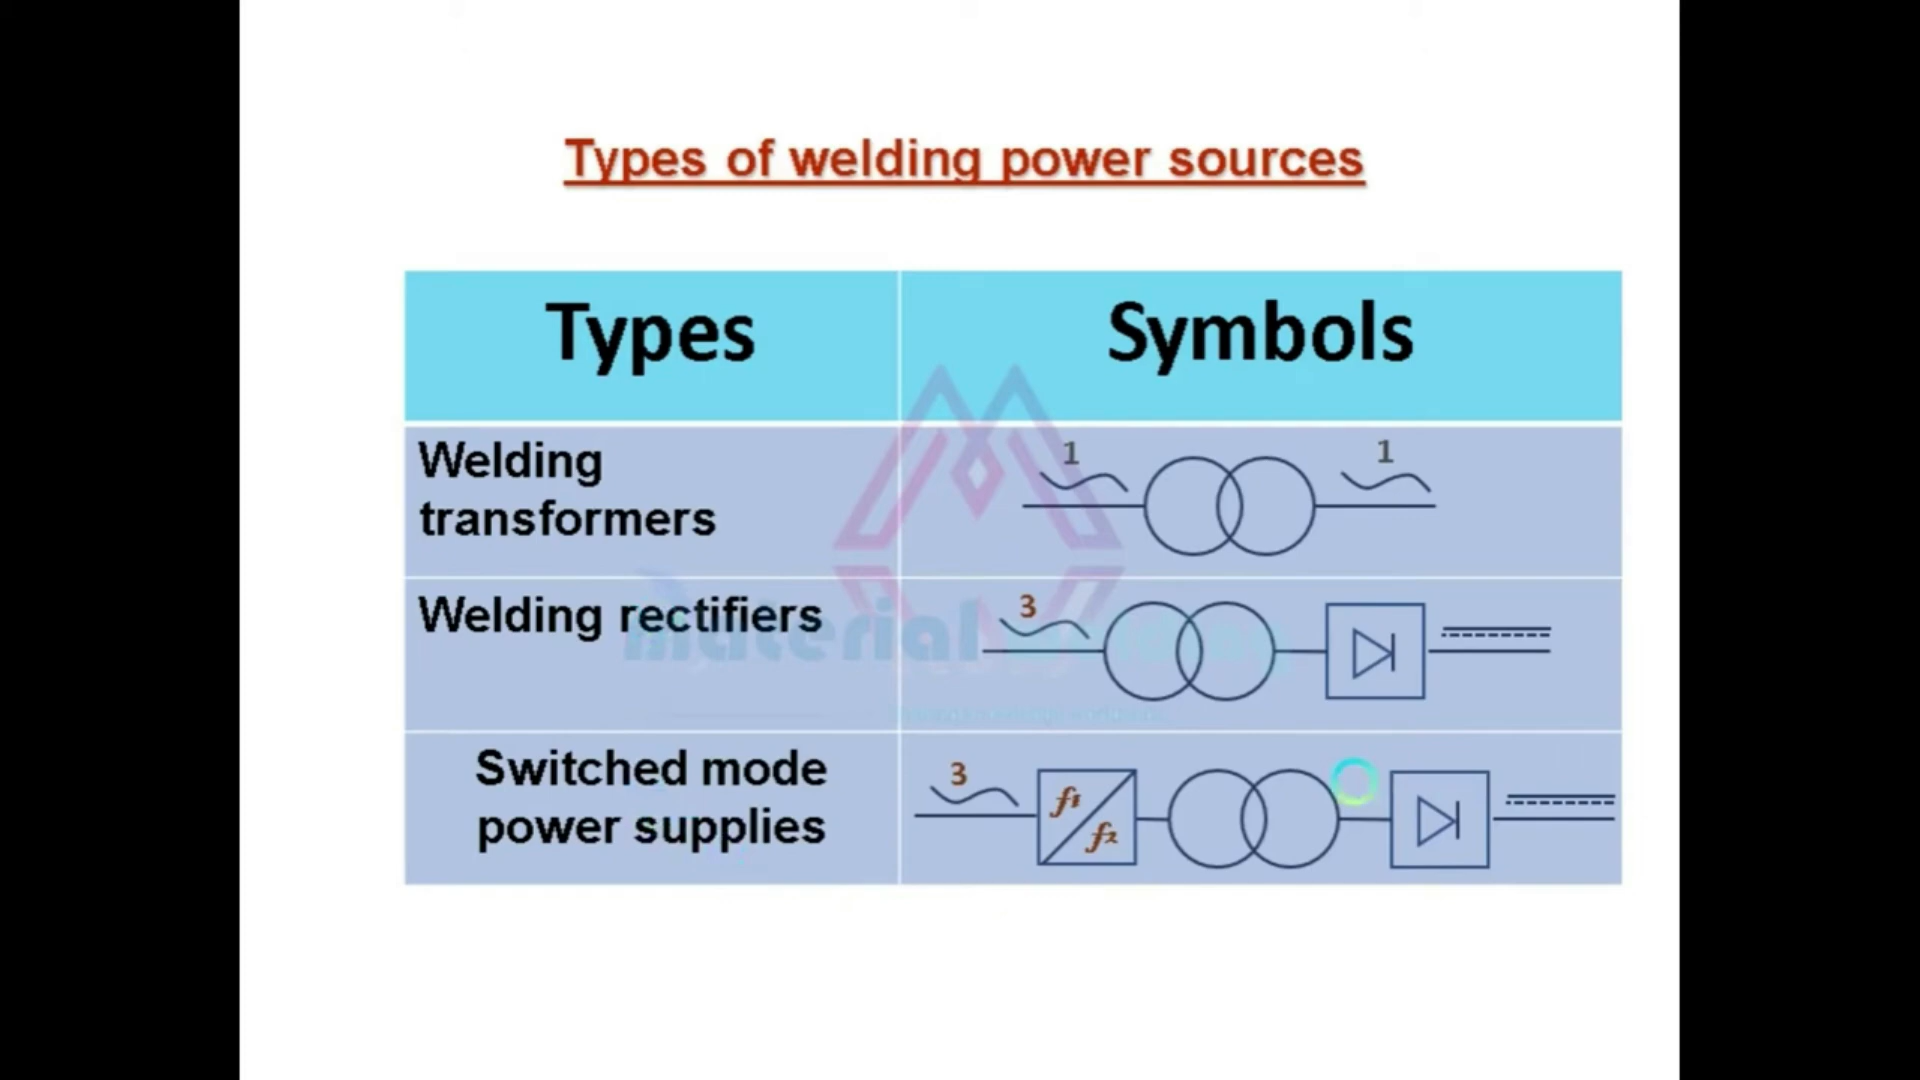 Types of welding power sources
Types
Symbols
Welding
transformers
1
1
Welding rectifiers
3
Switched mode
power supplies
3
f1
f2
material